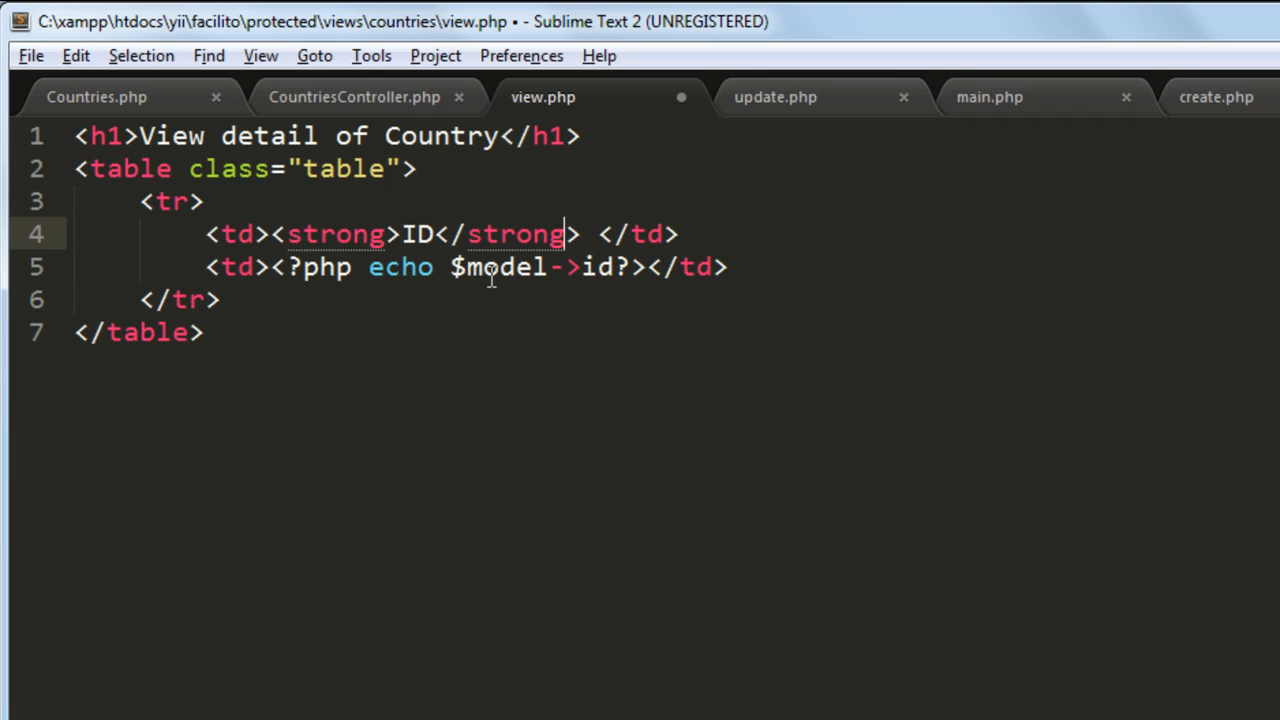 C:\xampp\htdocs\yii\facilito\protected\views\countries\view.php • - Sublime Text 2 (UNREGISTERED)
File Edit Selection Find View Goto Tools Project Preferences Help
Countries.php × CountriesController.php × view.php update.php × main.php × create.php
1 <h1>View detail of Country</h1>
2 <table class="table">
3     <tr>
4         <td><strong>ID</strong> </td>
5         <td><?php echo $model->id?></td>
6     </tr>
7 </table>